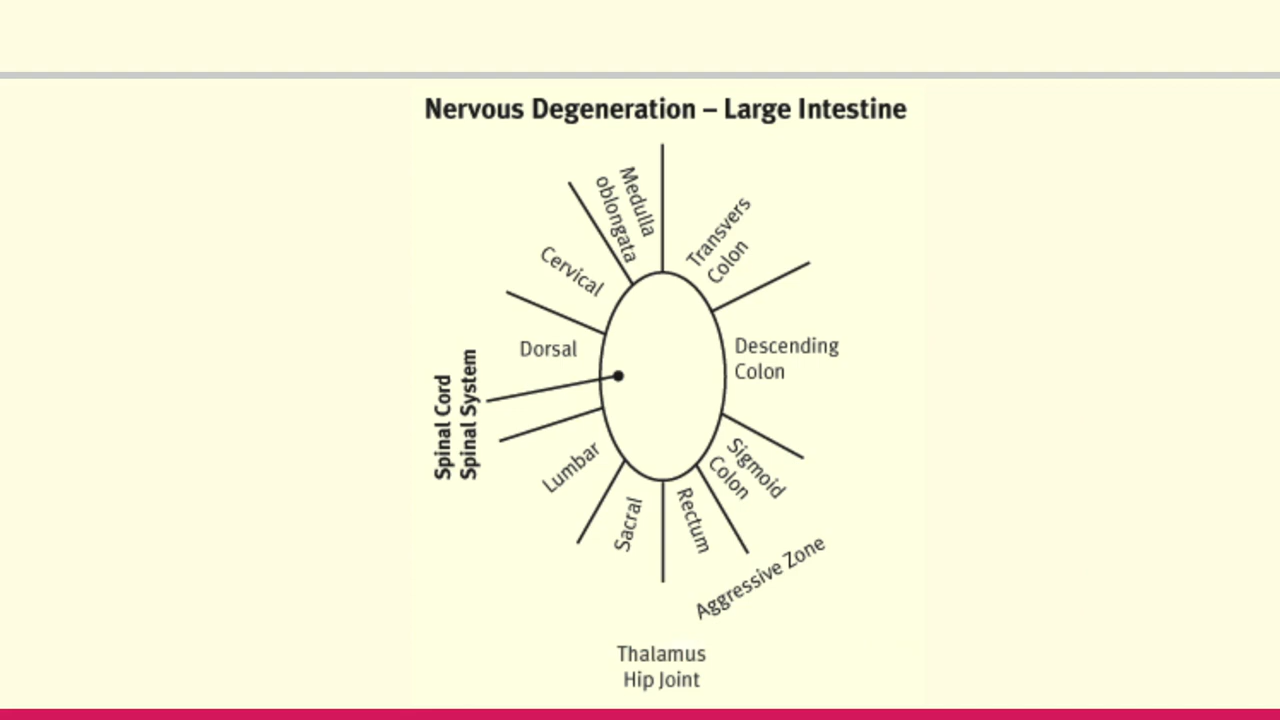 Nervous Degeneration – Large Intestine
Medulla
oblongata
Transvers
Colon
Cervical
Descending
Colon
Dorsal
Spinal Cord
Spinal System
Lumbar
Sigmoid
Colon
Sacral
Rectum
Aggressive Zone
Thalamus
Hip Joint